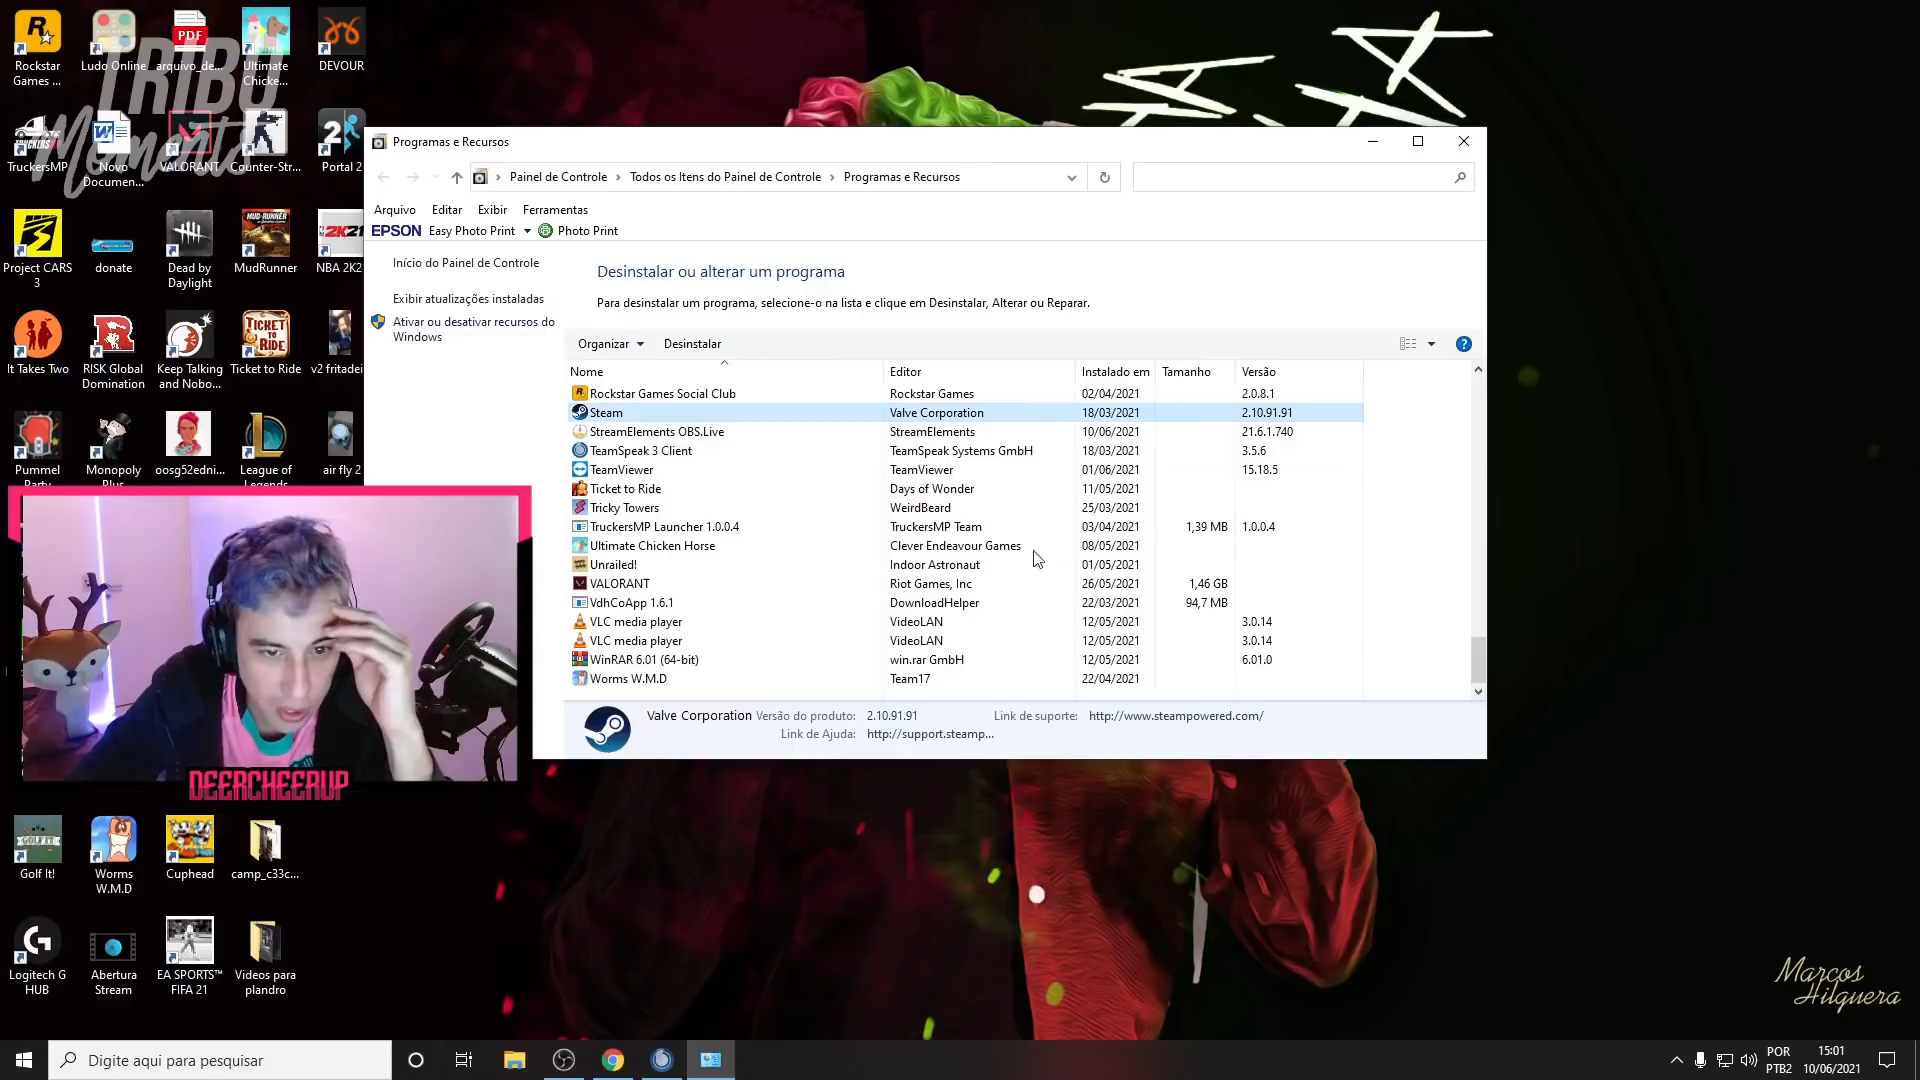 Rockstar Games ...
Ludo Online
PDF
arquivo_de...
Ultimate Chicke...
DEVOUR
TRIBO
Moments
TruckersMP
Novo Documen...
VALORANT
Counter-Str...
2
Portal 2
Project CARS 3
donate
Dead by Daylight
MUD-RUNNER
MudRunner
2K21
NBA 2K2
It Takes Two
RISK Global Domination
Keep Talking and Nobo...
TICKET TO RIDE
Ticket to Ride
v2 fritadei
Pummel Party
Monopoly Plus
oosg52edni...
League of Legends
air fly 2
Programas e Recursos
Painel de Controle
Todos os Itens do Painel de Controle
Programas e Recursos
Arquivo
Editar
Exibir
Ferramentas
EPSON
Easy Photo Print
Photo Print
Início do Painel de Controle
Exibir atualizações instaladas
Ativar ou desativar recursos do Windows
Desinstalar ou alterar um programa
Para desinstalar um programa, selecione-o na lista e clique em Desinstalar, Alterar ou Reparar.
Organizar
Desinstalar
Nome Editor Instalado em Tamanho Versão
Rockstar Games Social Club Rockstar Games 02/04/2021 2.0.8.1
Steam Valve Corporation 18/03/2021 2.10.91.91
StreamElements OBS.Live StreamElements 10/06/2021 21.6.1.740
TeamSpeak 3 Client TeamSpeak Systems GmbH 18/03/2021 3.5.6
TeamViewer TeamViewer 01/06/2021 15.18.5
Ticket to Ride Days of Wonder 11/05/2021
Tricky Towers WeirdBeard 25/03/2021
TruckersMP Launcher 1.0.0.4 TruckersMP Team 03/04/2021 1,39 MB 1.0.0.4
Ultimate Chicken Horse Clever Endeavour Games 08/05/2021
Unrailed! Indoor Astronaut 01/05/2021
VALORANT Riot Games, Inc 26/05/2021 1,46 GB
VdhCoApp 1.6.1 DownloadHelper 22/03/2021 94,7 MB
VLC media player VideoLAN 12/05/2021 3.0.14
VLC media player VideoLAN 12/05/2021 3.0.14
WinRAR 6.01 (64-bit) win.rar GmbH 12/05/2021 6.01.0
Worms W.M.D Team17 22/04/2021
Valve Corporation Versão do produto: 2.10.91.91 Link de suporte: http://www.steampowered.com/
Link de Ajuda: http://support.steamp...
DEERCHEERUP
GOLF IT!
Golf It!
Worms W.M.D
Cuphead
camp_c33c...
Logitech G HUB
Abertura Stream
EA SPORTS™ FIFA 21
Videos para plandro
Marcos
Hilguera
Digite aqui para pesquisar
POR
PTB2
15:01
10/06/2021